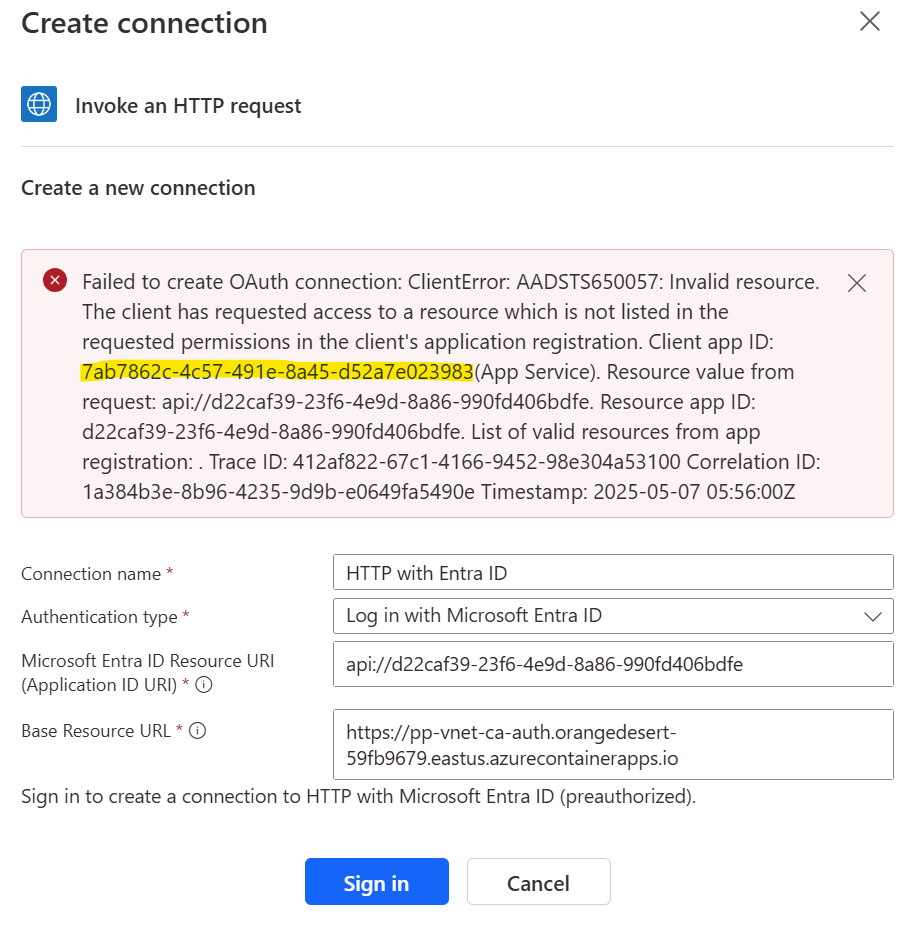 Create connection
Invoke an HTTP request
Create a new connection
Failed to create OAuth connection: ClientError: AADSTS650057: Invalid resource.
The client has requested access to a resource which is not listed in the
requested permissions in the client's application registration. Client app ID:
7ab7862c-4c57-491e-8a45-d52a7e023983(App Service). Resource value from
request: api://d22caf39-23f6-4e9d-8a86-990fd406bdfe. Resource app ID:
d22caf39-23f6-4e9d-8a86-990fd406bdfe. List of valid resources from app
registration: . Trace ID: 412af822-67c1-4166-9452-98e304a53100 Correlation ID:
1a384b3e-8b96-4235-9d9b-e0649fa5490e Timestamp: 2025-05-07 05:56:00Z
Connection name * HTTP with Entra ID
Authentication type * Log in with Microsoft Entra ID
Microsoft Entra ID Resource URI
(Application ID URI) * api://d22caf39-23f6-4e9d-8a86-990fd406bdfe
Base Resource URL * https://pp-vnet-ca-auth.orangedesert-
59fb9679.eastus.azurecontainerapps.io
Sign in to create a connection to HTTP with Microsoft Entra ID (preauthorized).
Sign in Cancel